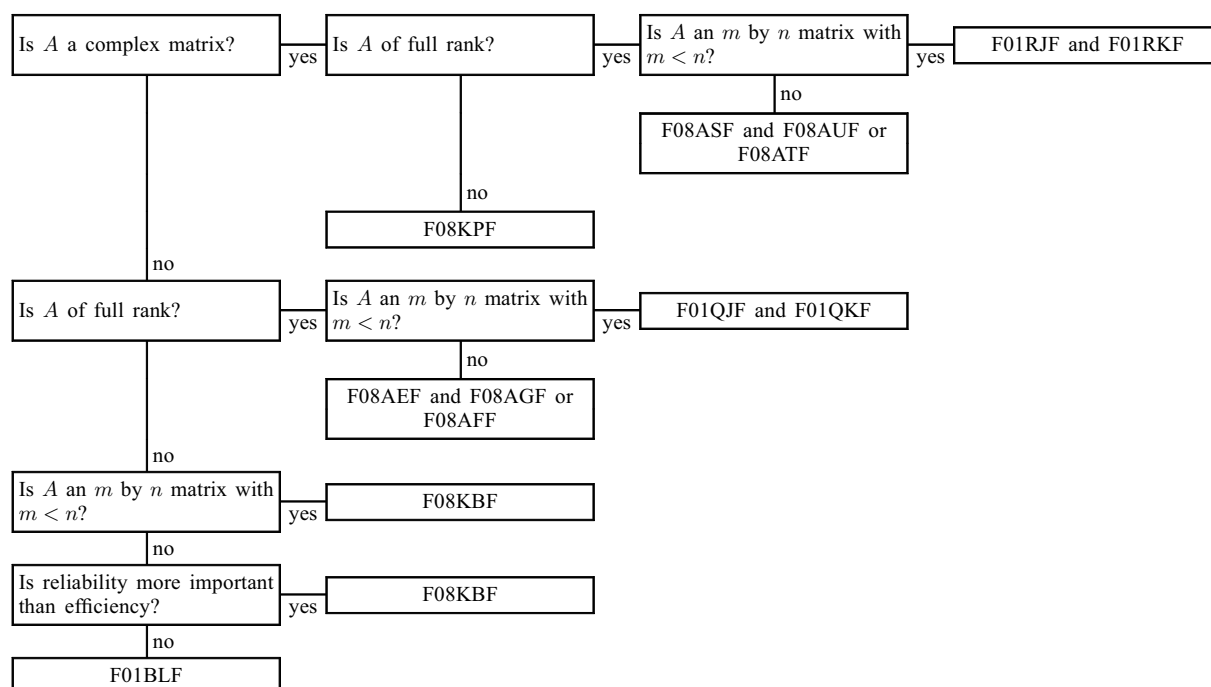 Is A a complex matrix?
yes
Is A of full rank?
yes
Is A an m by n matrix with
m < n?
yes
F01RJF and F01RKF
no
F08ASF and F08AUF or
F08ATF
no
F08KPF
no
Is A of full rank?
yes
Is A an m by n matrix with
m < n?
yes
F01QJF and F01QKF
no
F08AEF and F08AGF or
F08AFF
no
Is A an m by n matrix with
m < n?
yes
F08KBF
no
Is reliability more important
than efficiency?
yes
F08KBF
no
F01BLF